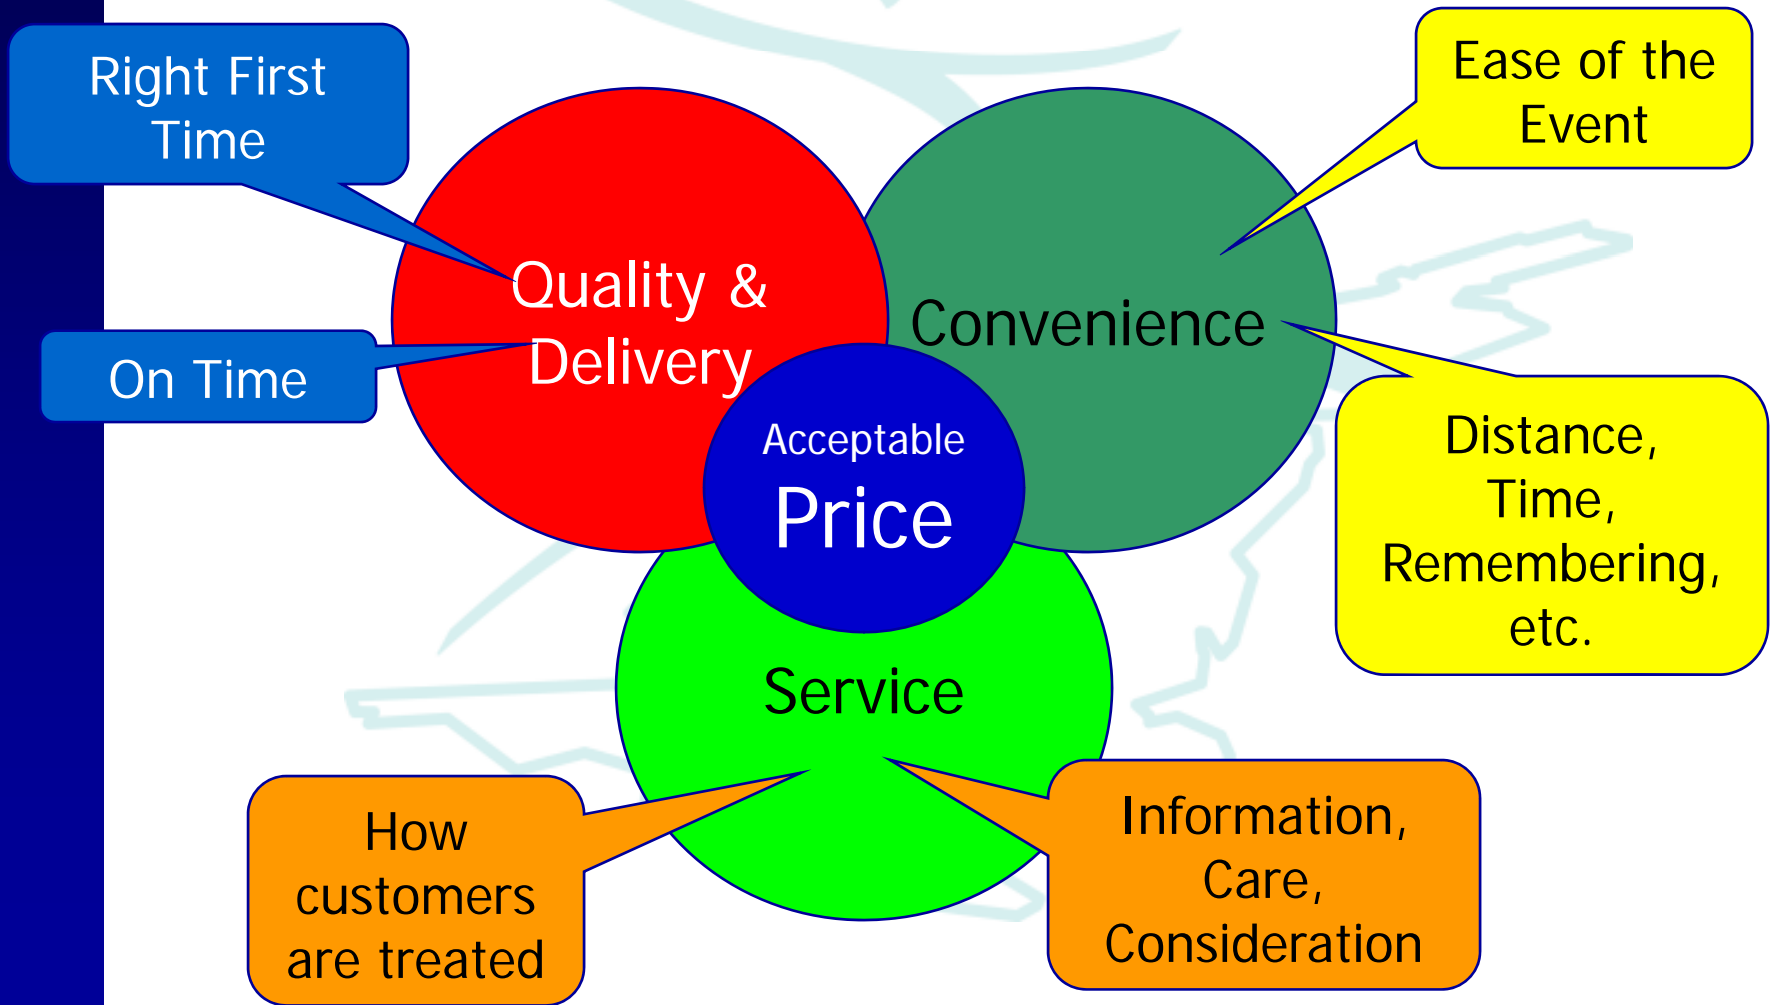 Right First
Time
Ease of the
Event
Quality &
Delivery
Convenience
On Time
Acceptable
Price
Distance,
Time,
Remembering,
etc.
Service
How
customers
are treated
Information,
Care,
Consideration